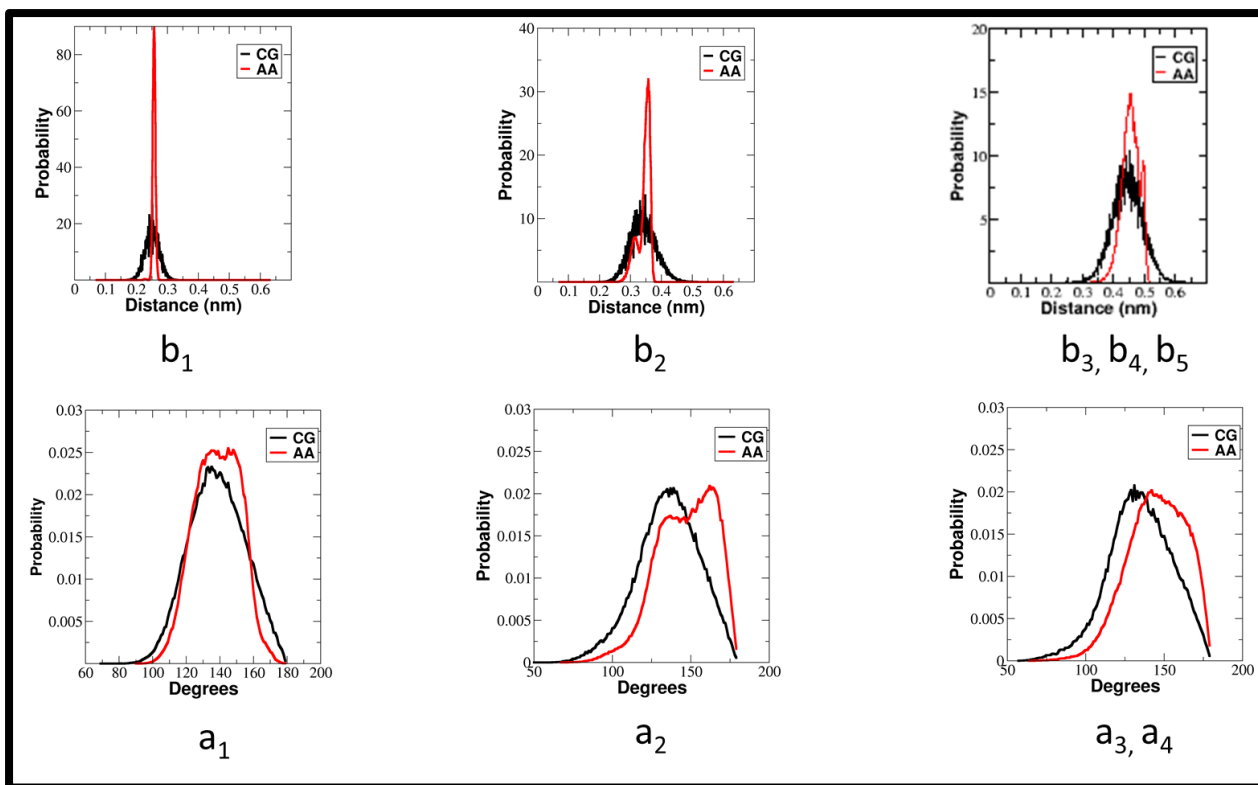 80
60
40
20
0
0.1
0.2
0.3
0.4
0.5
0.6
Distance (nm)
Probability
CG
AA
b1
40
30
20
10
0
0.1
0.2
0.3
0.4
0.5
0.6
Distance (nm)
Probability
CG
AA
b2
20
15
10
5
0
0.1
0.2
0.3
0.4
0.5
0.6
Distance (nm)
Probability
CG
AA
b3, b4, b5
0.03
0.025
0.02
0.015
0.01
0.005
60
80
100
120
140
160
180
200
Degrees
Probability
CG
AA
a1
0.03
0.025
0.02
0.015
0.01
0.005
0
50
100
150
200
Degrees
Probability
CG
AA
a2
0.03
0.025
0.02
0.015
0.01
0.005
0
50
100
150
200
Degrees
Probability
CG
AA
a3, a4